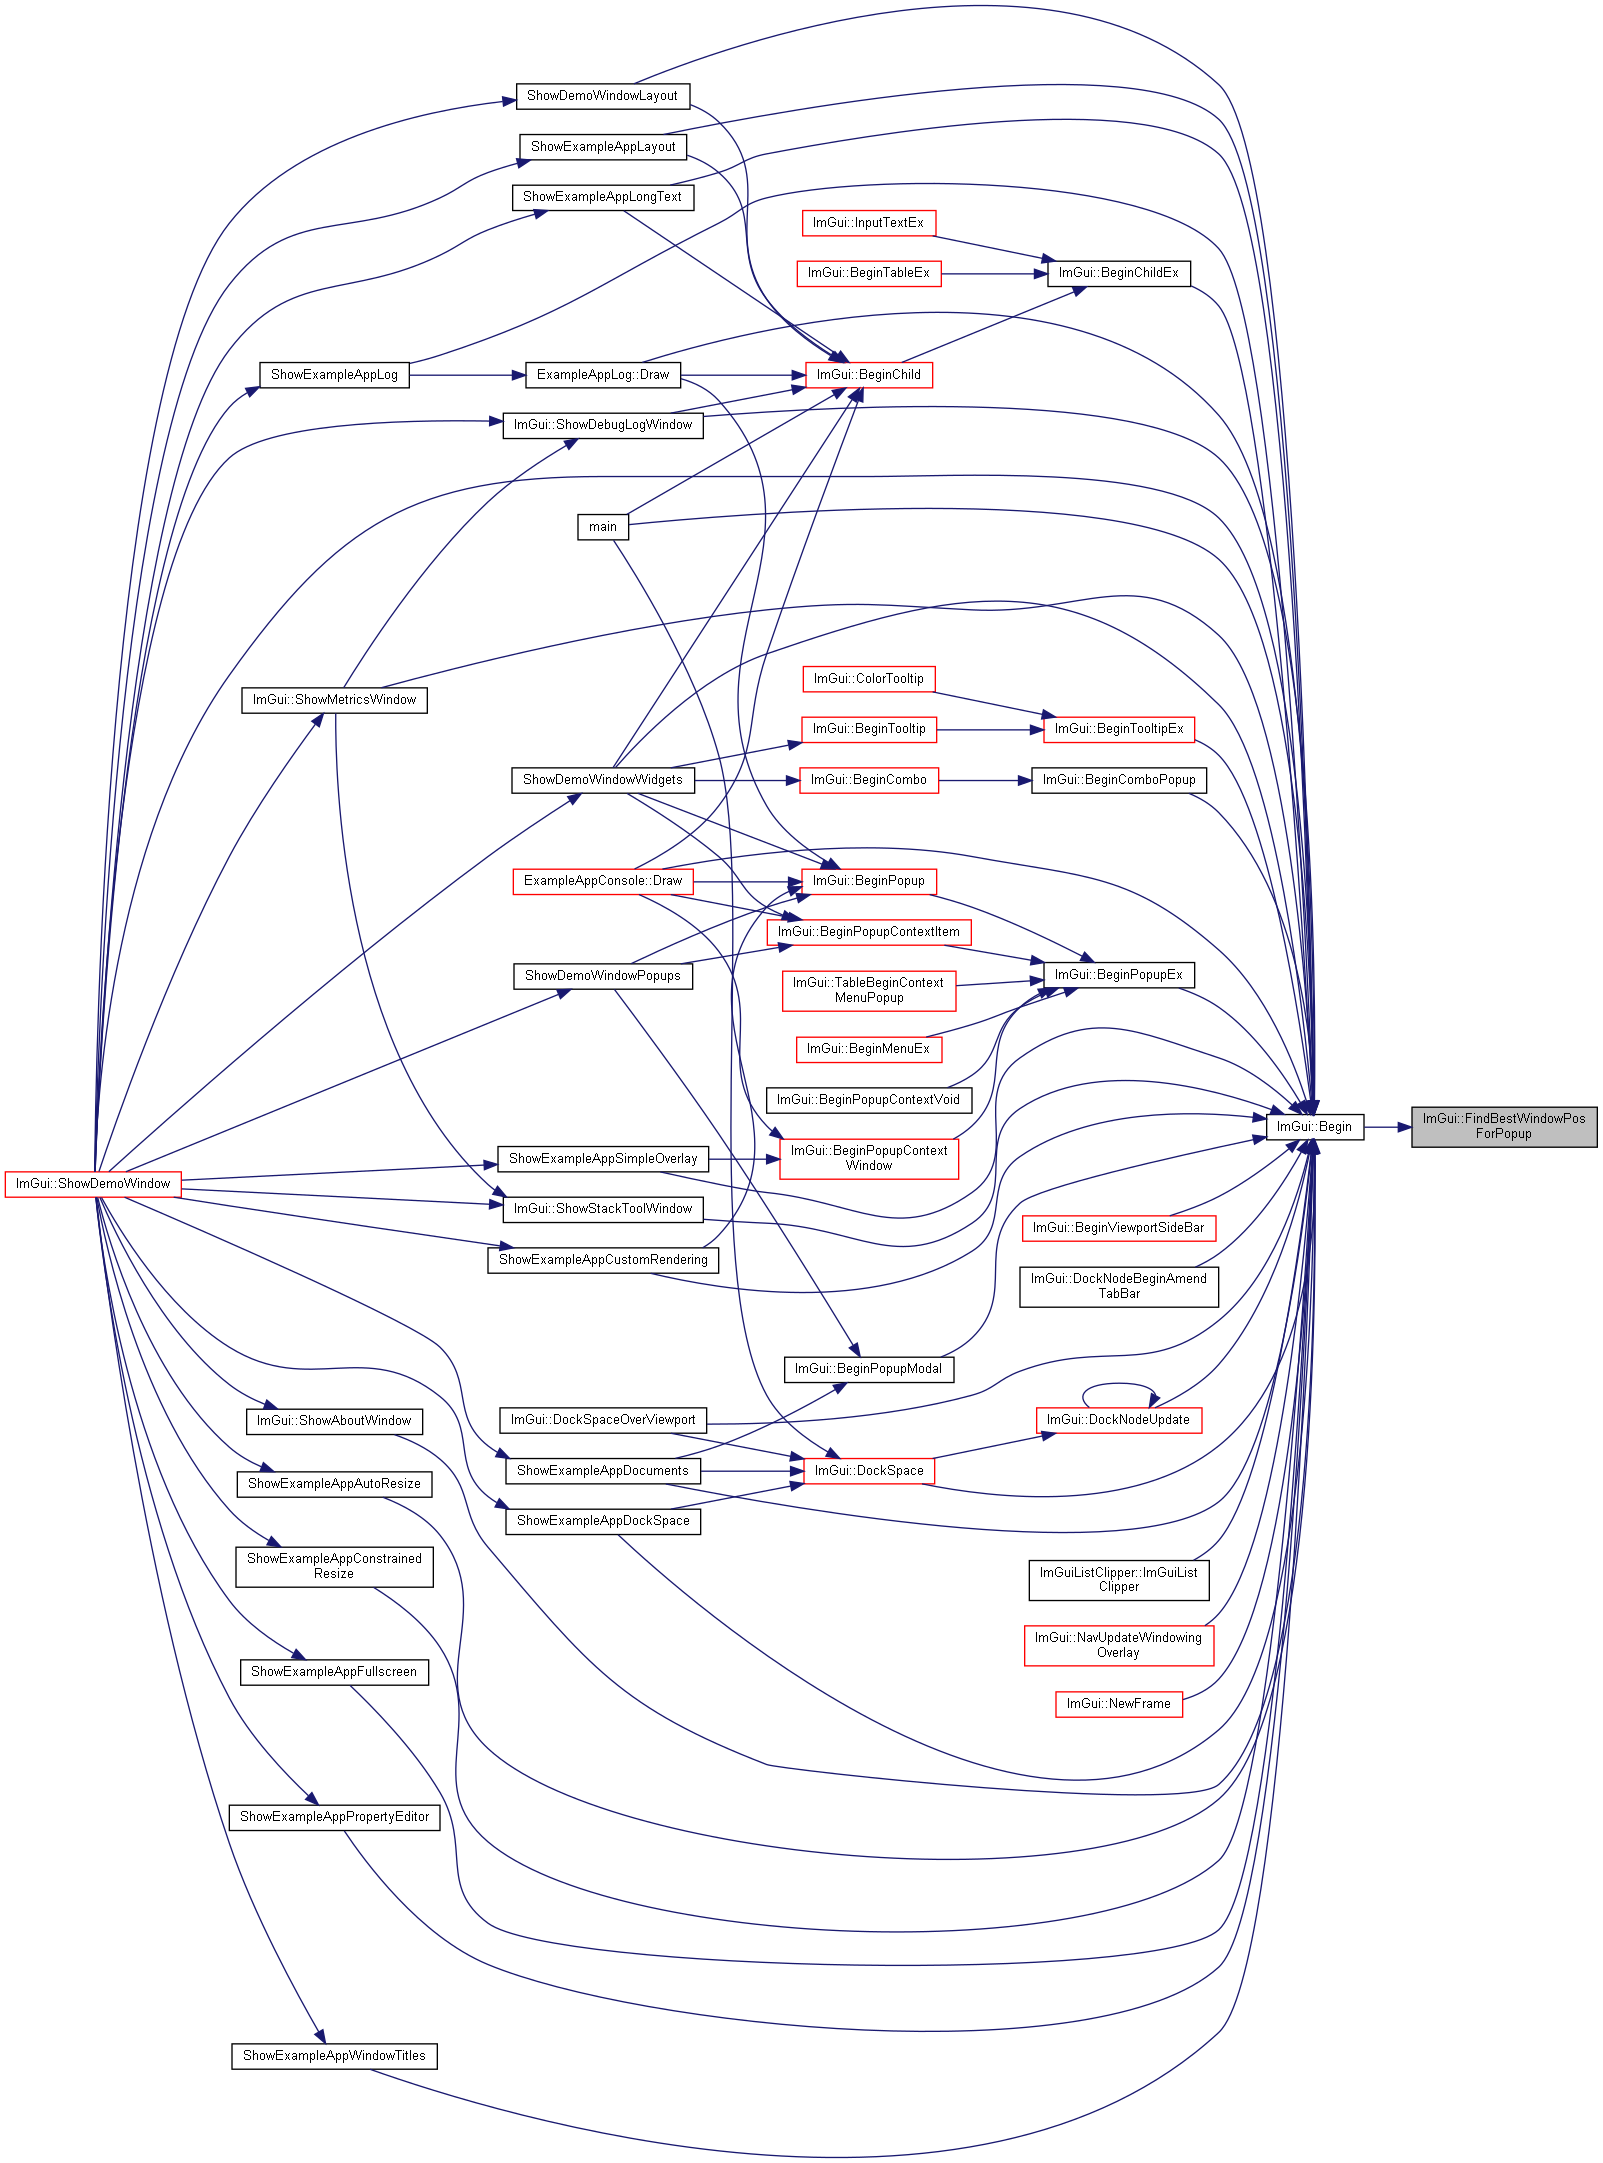 ShowDemoWindowLayout
ShowExampleAppLayout
ShowExampleAppLongText
ImGui::InputTextEx
ImGui::BeginTableEx
ImGui::BeginChildEx
ShowExampleAppLog
ExampleAppLog::Draw
ImGui::BeginChild
ImGui::ShowDebugLogWindow
main
ImGui::ShowMetricsWindow
ImGui::ColorTooltip
ImGui::BeginTooltip
ImGui::BeginTooltipEx
ShowDemoWindowWidgets
ImGui::BeginCombo
ImGui::BeginComboPopup
ExampleAppConsole::Draw
ImGui::BeginPopup
ImGui::BeginPopupContextItem
ShowDemoWindowPopups
ImGui::BeginPopupEx
ImGui::TableBeginContext
MenuPopup
ImGui::BeginMenuEx
ImGui::BeginPopupContextVoid
ImGui::Begin
ImGui::FindBestWindowPos
ForPopup
ShowExampleAppSimpleOverlay
ImGui::BeginPopupContext
Window
ImGui::ShowDemoWindow
ImGui::ShowStackToolWindow
ImGui::BeginViewportSideBar
ShowExampleAppCustomRendering
ImGui::DockNodeBeginAmend
TabBar
ImGui::BeginPopupModal
ImGui::ShowAboutWindow
ImGui::DockSpaceOverViewport
ImGui::DockNodeUpdate
ShowExampleAppDocuments
ImGui::DockSpace
ShowExampleAppAutoResize
ShowExampleAppDockSpace
ShowExampleAppConstrained
Resize
ImGuiListClipper::ImGuiList
Clipper
ImGui::NavUpdateWindowing
Overlay
ShowExampleAppFullscreen
ImGui::NewFrame
ShowExampleAppPropertyEditor
ShowExampleAppWindowTitles